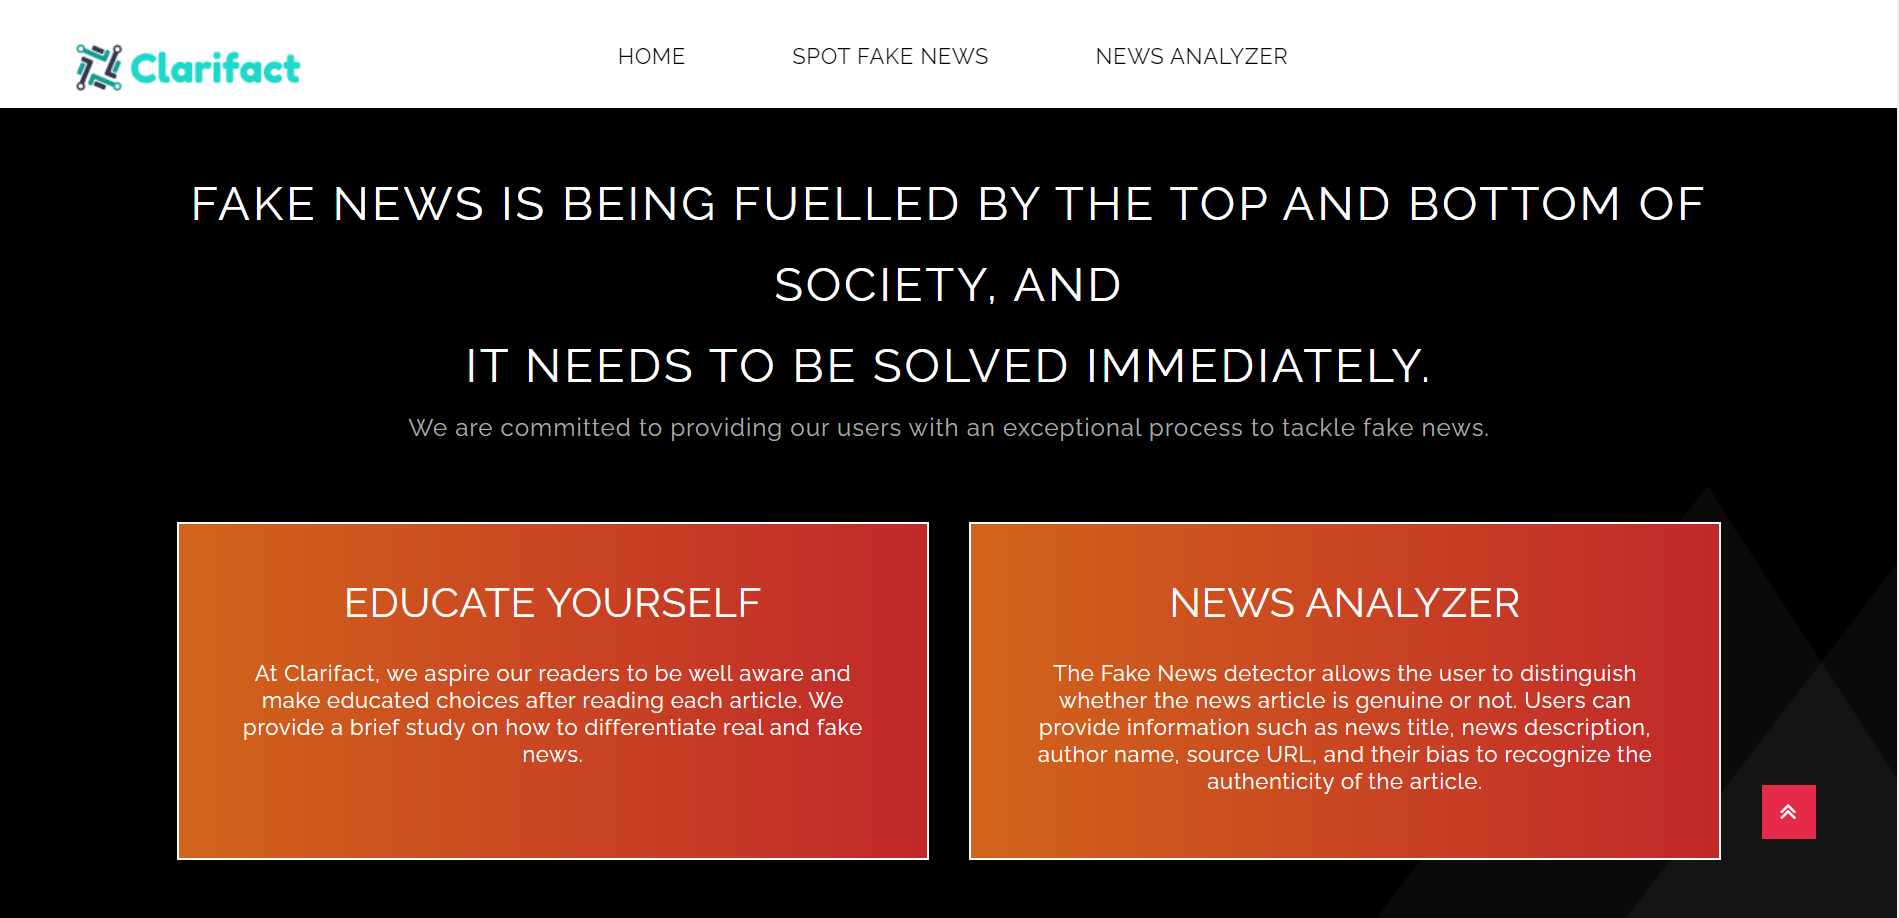 Clarifact
HOME
SPOT FAKE NEWS
NEWS ANALYZER
FAKE NEWS IS BEING FUELLED BY THE TOP AND BOTTOM OF
SOCIETY, AND
IT NEEDS TO BE SOLVED IMMEDIATELY.
We are committed to providing our users with an exceptional process to tackle fake news.
EDUCATE YOURSELF
At Clarifact, we aspire our readers to be well aware and
make educated choices after reading each article. We
provide a brief study on how to differentiate real and fake
news.
NEWS ANALYZER
The Fake News detector allows the user to distinguish
whether the news article is genuine or not. Users can
provide information such as news title, news description,
author name, source URL, and their bias to recognize the
authenticity of the article.